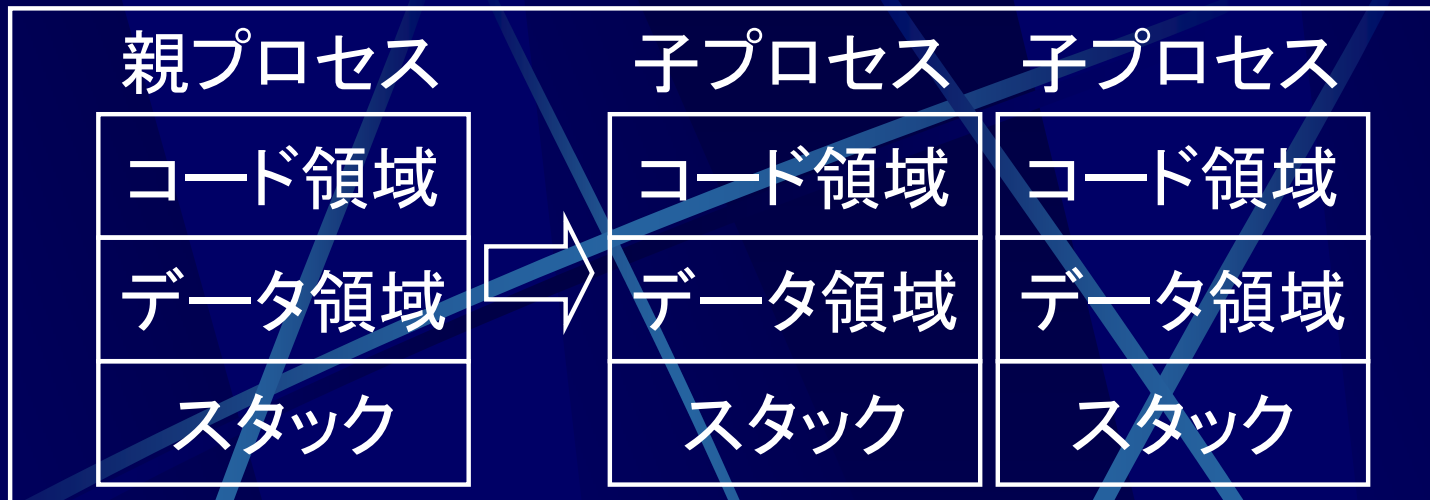 親プロセス 子プロセス 子プロセス
コード領域 コード領域 コード領域
データ領域 データ領域 データ領域
スタック スタック スタック